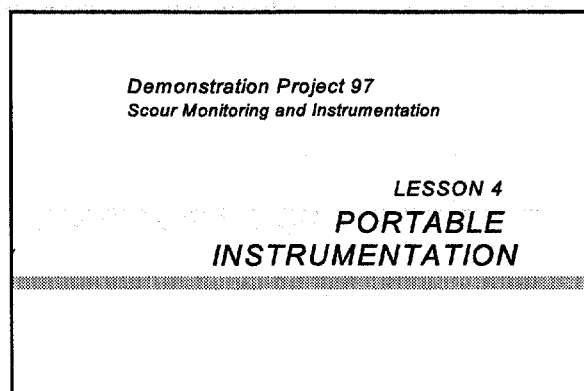 Demonstration Project 97
Scour Monitoring and Instrumentation
LESSON 4
PORTABLE
INSTRUMENTATION